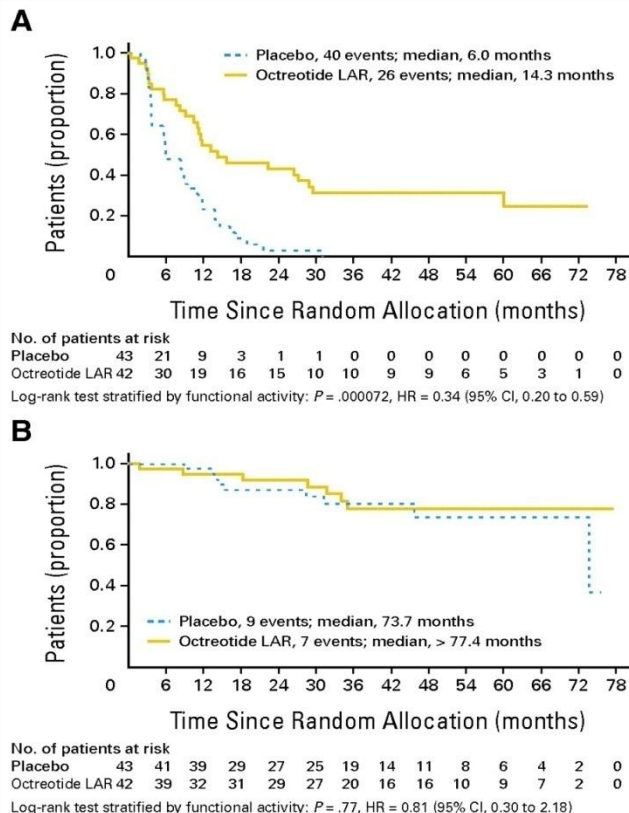 A
Placebo, 40 events; median, 6.0 months
Octreotide LAR, 26 events; median, 14.3 months
Patients (proportion)
1.0
0.8
0.6
0.4
0.2
0 6 12 18 24 30 36 42 48 54 60 66 72 78
Time Since Random Allocation (months)
No. of patients at risk
Placebo 43 21 9 3 1 1 0 0 0 0 0 0 0 0
Octreotide LAR 42 30 19 16 15 10 10 9 9 6 5 3 1 0
Log-rank test stratified by functional activity: P = .000072, HR = 0.34 (95% CI, 0.20 to 0.59)
B
Patients (proportion)
1.0
0.8
0.6
0.4
0.2
Placebo, 9 events; median, 73.7 months
Octreotide LAR, 7 events; median, > 77.4 months
0 6 12 18 24 30 36 42 48 54 60 66 72 78
Time Since Random Allocation (months)
No. of patients at risk
Placebo 43 41 39 29 27 25 19 14 11 8 6 4 2 0
Octreotide LAR 42 39 32 31 29 27 20 16 16 10 9 7 2 0
Log-rank test stratified by functional activity: P = .77, HR = 0.81 (95% CI, 0.30 to 2.18)